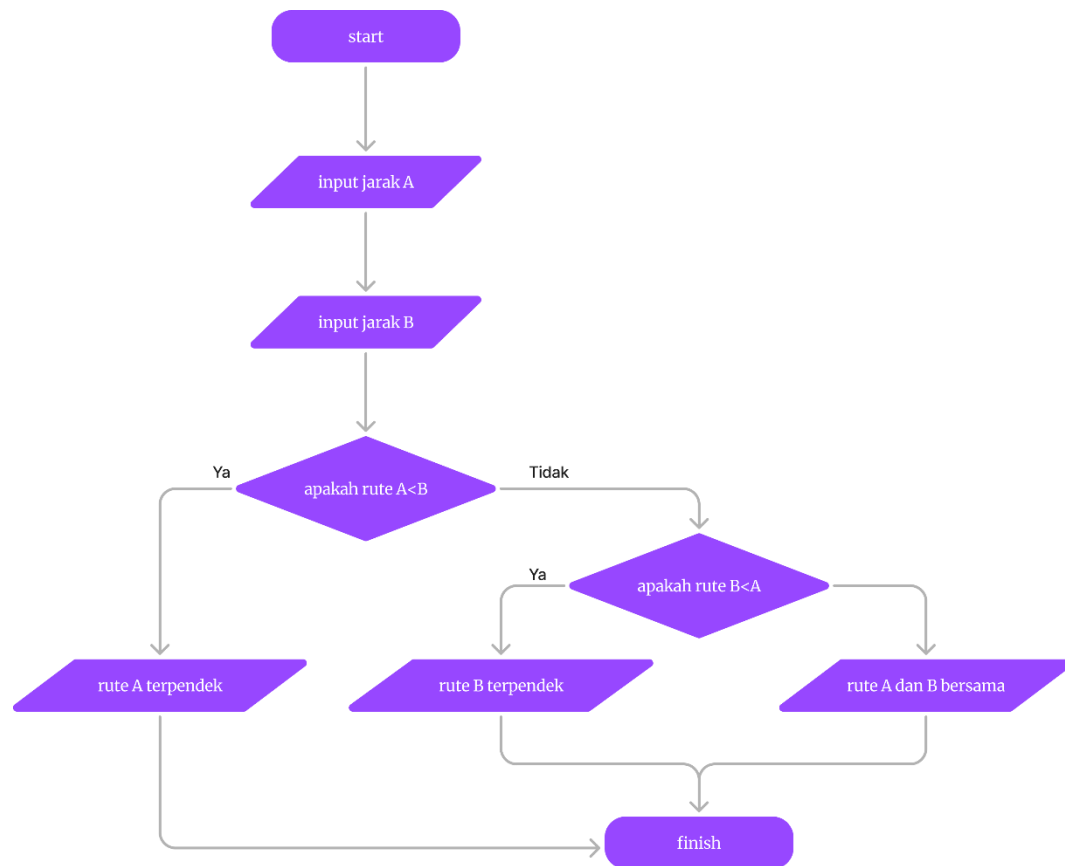 start
input jarak A
input jarak B
apakah rute A<B
Ya
Tidak
apakah rute B<A
Ya
rute A terpendek
rute B terpendek
rute A dan B bersama
finish